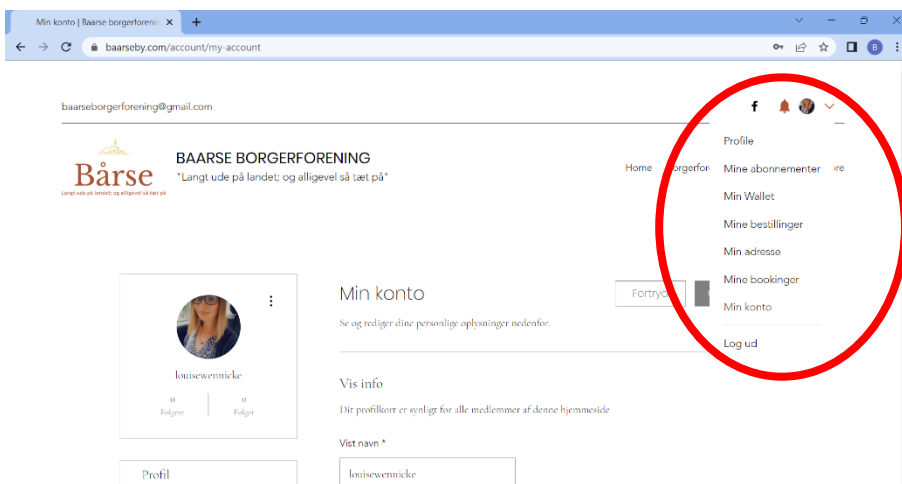 Min konto | Baarse borgerforenin
baarseby.com/account/my-account
B
baarseborgerforening@gmail.com
f
Bårse
Langt ude på landet; og alligevel så tæt på
BAARSE BORGERFORENING
"Langt ude på landet; og alligevel så tæt på"
Home
Profile
Mine abonnementer
Min Wallet
Mine bestillinger
Min adresse
Mine bookinger
Min konto
Log ud
louisewennicke
0 0
Følgere Følger
Profil
Min konto
Se og rediger dine personlige oplysninger nedenfor.
Vis info
Dit profilkort er synligt for alle medlemmer af denne hjemmeside
Vist navn *
louisewennicke